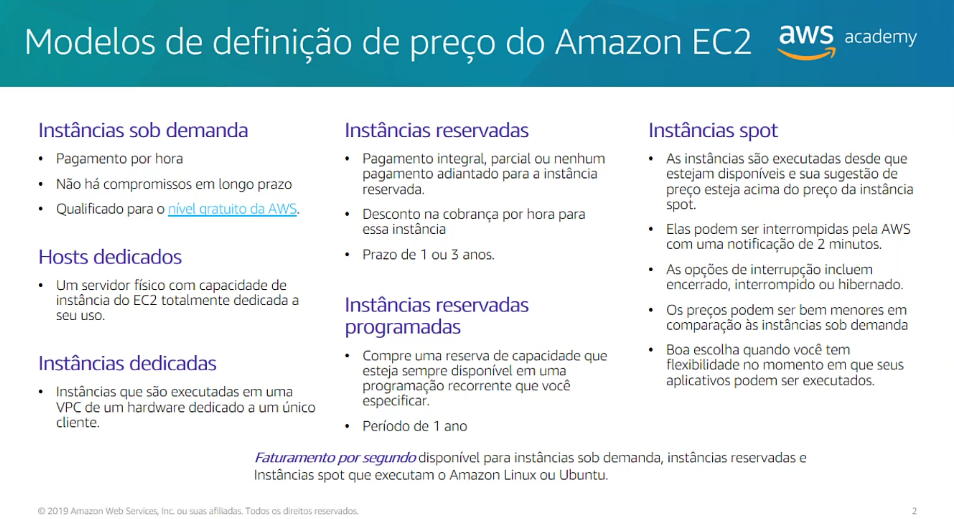 Modelos de definição de preço do Amazon EC2
aws academy
Instâncias sob demanda
• Pagamento por hora
• Não há compromissos em longo prazo
• Qualificado para o nível gratuito da AWS.
Hosts dedicados
• Um servidor físico com capacidade de
instância do EC2 totalmente dedicada a
seu uso.
Instâncias dedicadas
• Instâncias que são executadas em uma
VPC de um hardware dedicado a um único
cliente.
Instâncias reservadas
• Pagamento integral, parcial ou nenhum
pagamento adiantado para a instância
reservada.
• Desconto na cobrança por hora para
essa instância
• Prazo de 1 ou 3 anos.
Instâncias reservadas
programadas
• Compre uma reserva de capacidade que
esteja sempre disponível em uma
programação recorrente que você
especificar.
• Período de 1 ano
Instâncias spot
• As instâncias são executadas desde que
estejam disponíveis e sua sugestão de
preço esteja acima do preço da instância
spot.
• Elas podem ser interrompidas pela AWS
com uma notificação de 2 minutos.
• As opções de interrupção incluem
encerrado, interrompido ou hibernado.
• Os preços podem ser bem menores em
comparação às instâncias sob demanda
• Boa escolha quando você tem
flexibilidade no momento em que seus
aplicativos podem ser executados.
Faturamento por segundo disponível para instâncias sob demanda, instâncias reservadas e
Instâncias spot que executam o Amazon Linux ou Ubuntu.
© 2019 Amazon Web Services, Inc. ou suas afiliadas. Todos os direitos reservados.
2